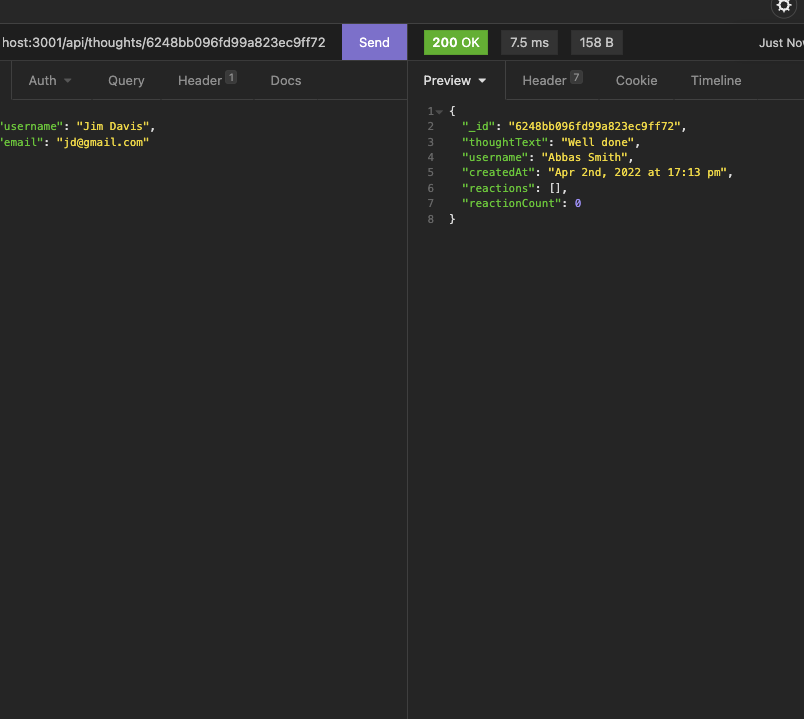 host:3001/api/thoughts/6248bb096fd99a823ec9ff72 Send 200 OK 7.5 ms 158 B Just Now
Auth Query Header 1 Docs Preview Header 7 Cookie Timeline
"username": "Jim Davis",
"email": "jd@gmail.com"
1 {
2 "_id": "6248bb096fd99a823ec9ff72",
3 "thoughtText": "Well done",
4 "username": "Abbas Smith",
5 "createdAt": "Apr 2nd, 2022 at 17:13 pm",
6 "reactions": [],
7 "reactionCount": 0
8 }